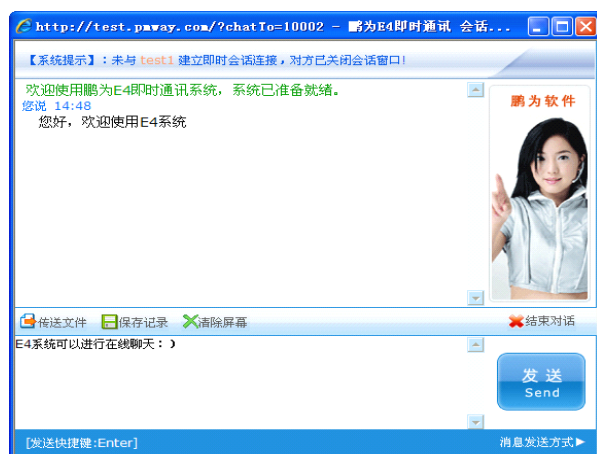 http://test.pmway.com/?chatTo=10002 - 鹏为E4即时通讯 会话...
【系统提示】：未与 test1 建立即时会话连接，对方已关闭会话窗口!
欢迎使用鹏为E4即时通讯系统，系统已准备就绪。
您说 14:48
您好，欢迎使用E4系统
鹏为软件
传送文件 保存记录 清除屏幕 结束对话
E4系统可以进行在线聊天：)
发 送
Send
[发送快捷键:Enter] 消息发送方式▶